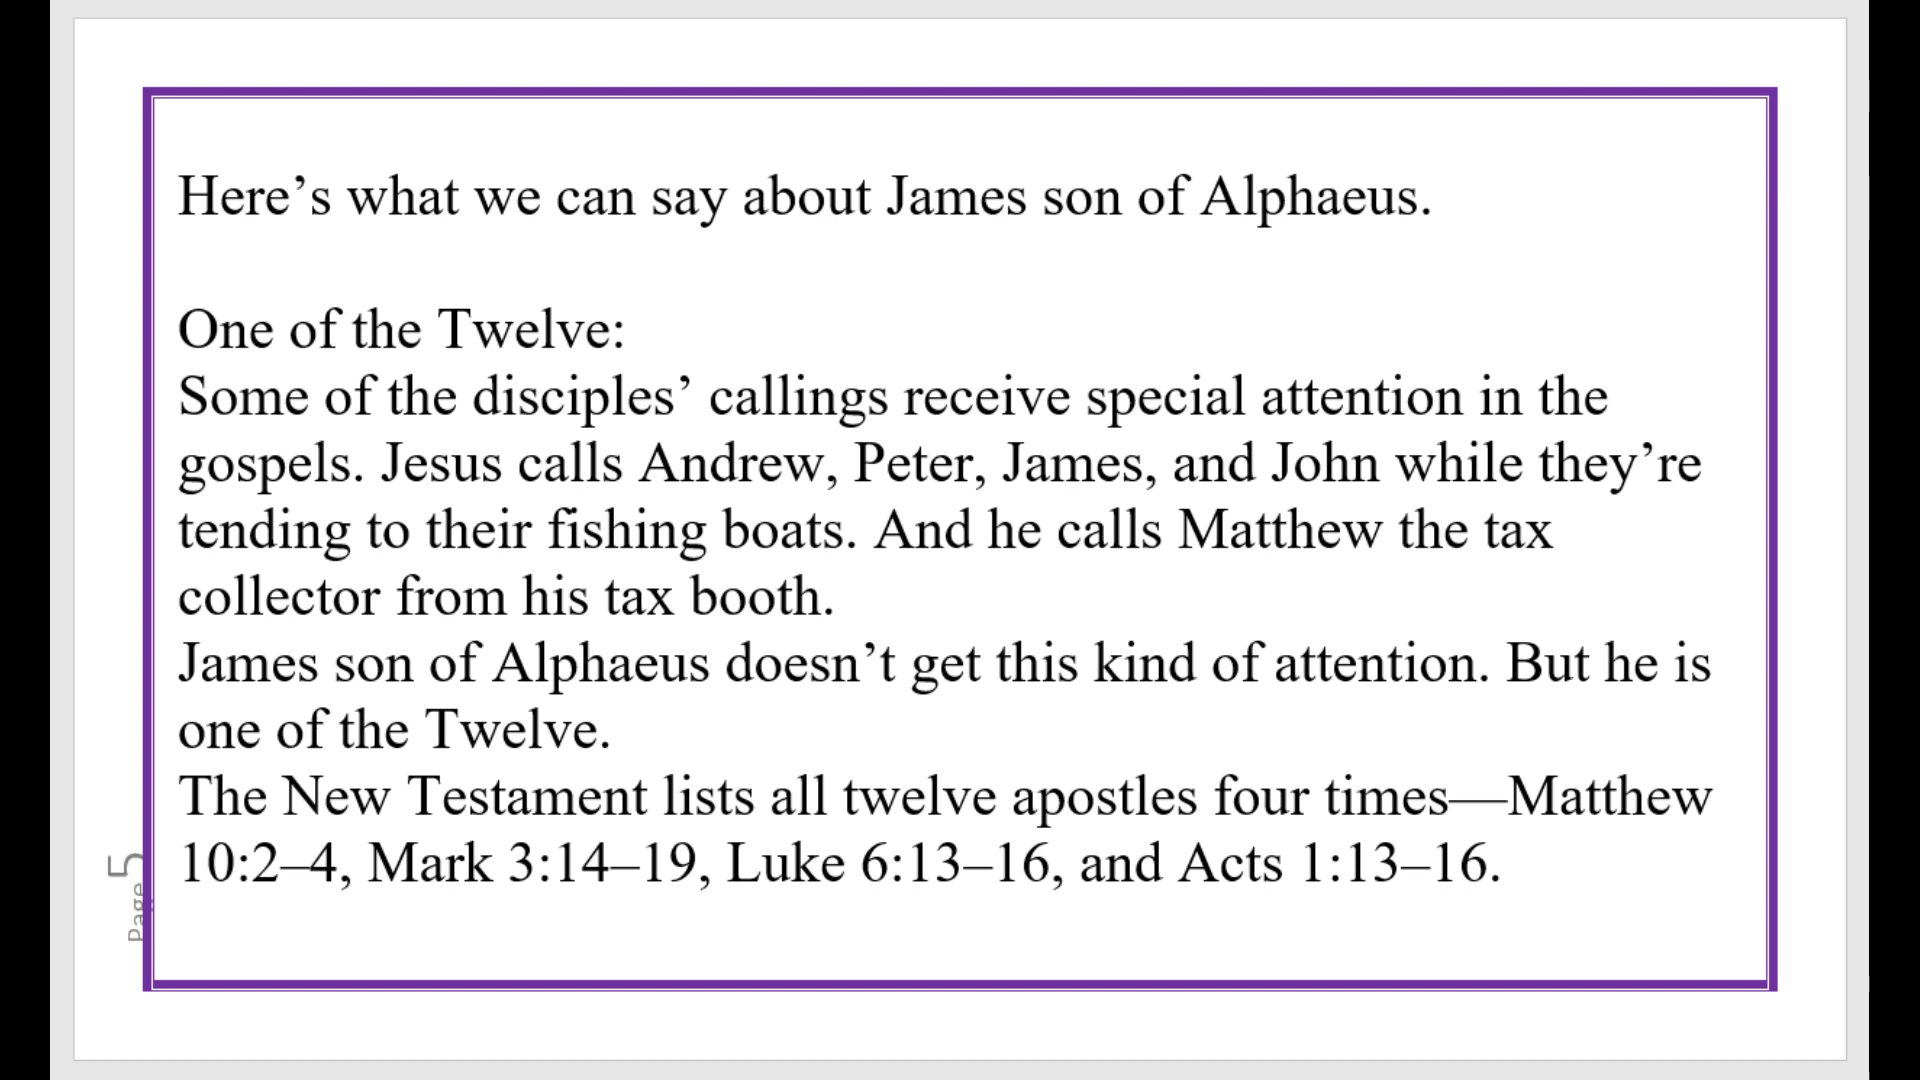 Here’s what we can say about James son of Alphaeus.
One of the Twelve:
Some of the disciples’ callings receive special attention in the
gospels. Jesus calls Andrew, Peter, James, and John while they’re
tending to their fishing boats. And he calls Matthew the tax
collector from his tax booth.
James son of Alphaeus doesn’t get this kind of attention. But he is
one of the Twelve.
The New Testament lists all twelve apostles four times—Matthew
10:2–4, Mark 3:14–19, Luke 6:13–16, and Acts 1:13–16.
Page 5